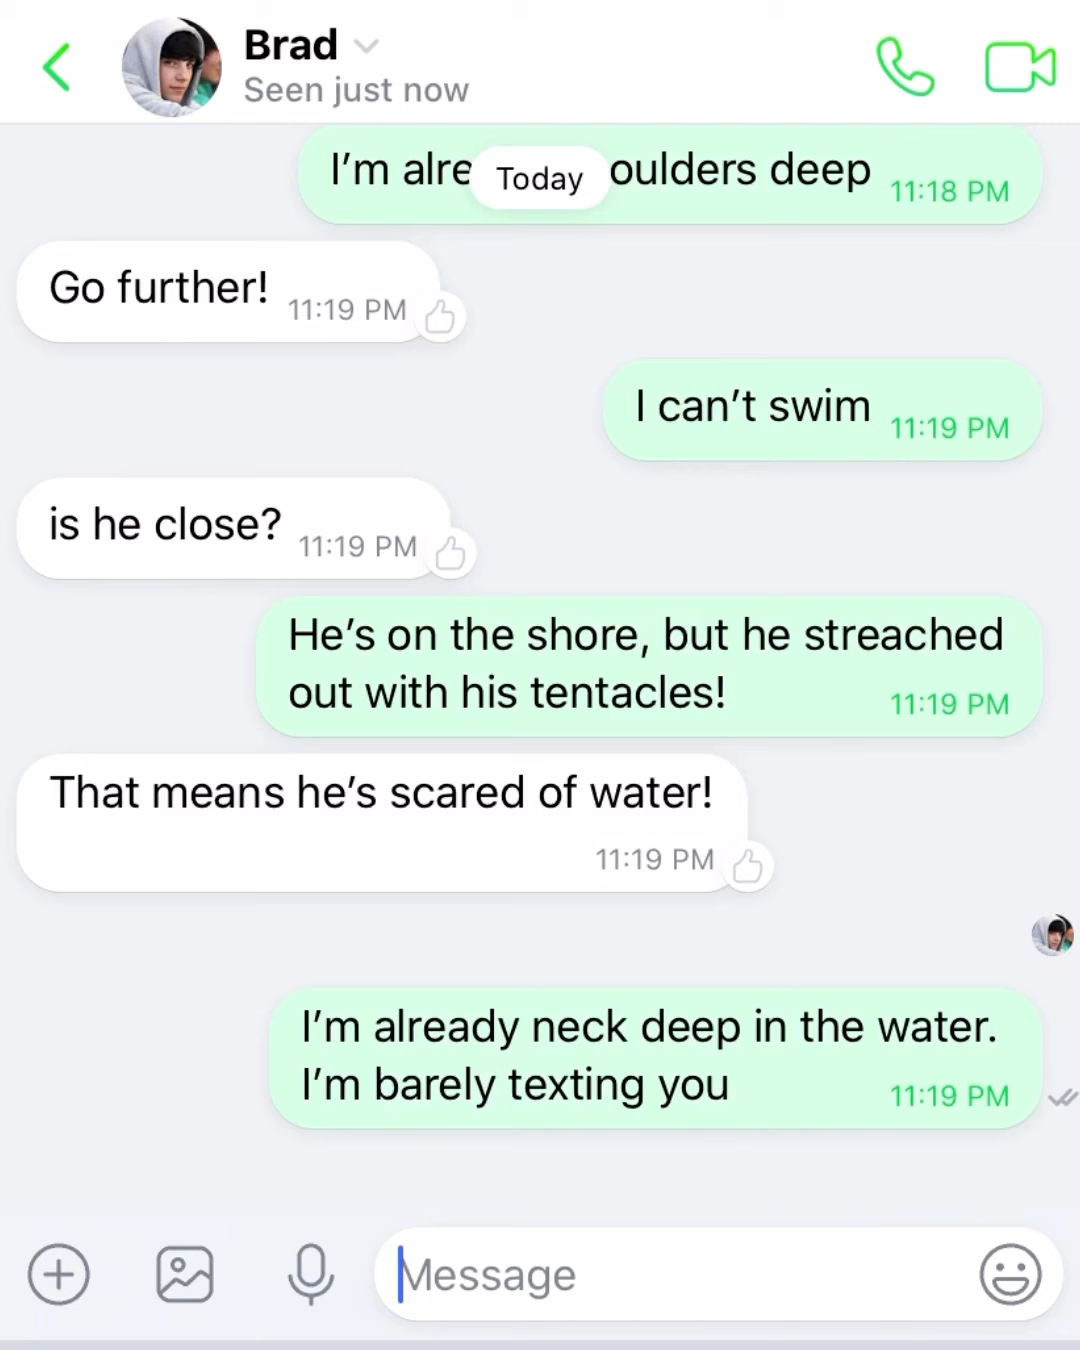 Brad
Seen just now
I'm alre
Today
oulders deep
11:18 PM
Go further!
11:19 PM
I can't swim
11:19 PM
is he close?
11:19 PM
He's on the shore, but he streached
out with his tentacles!
11:19 PM
That means he's scared of water!
11:19 PM
I'm already neck deep in the water.
I'm barely texting you
11:19 PM
Message